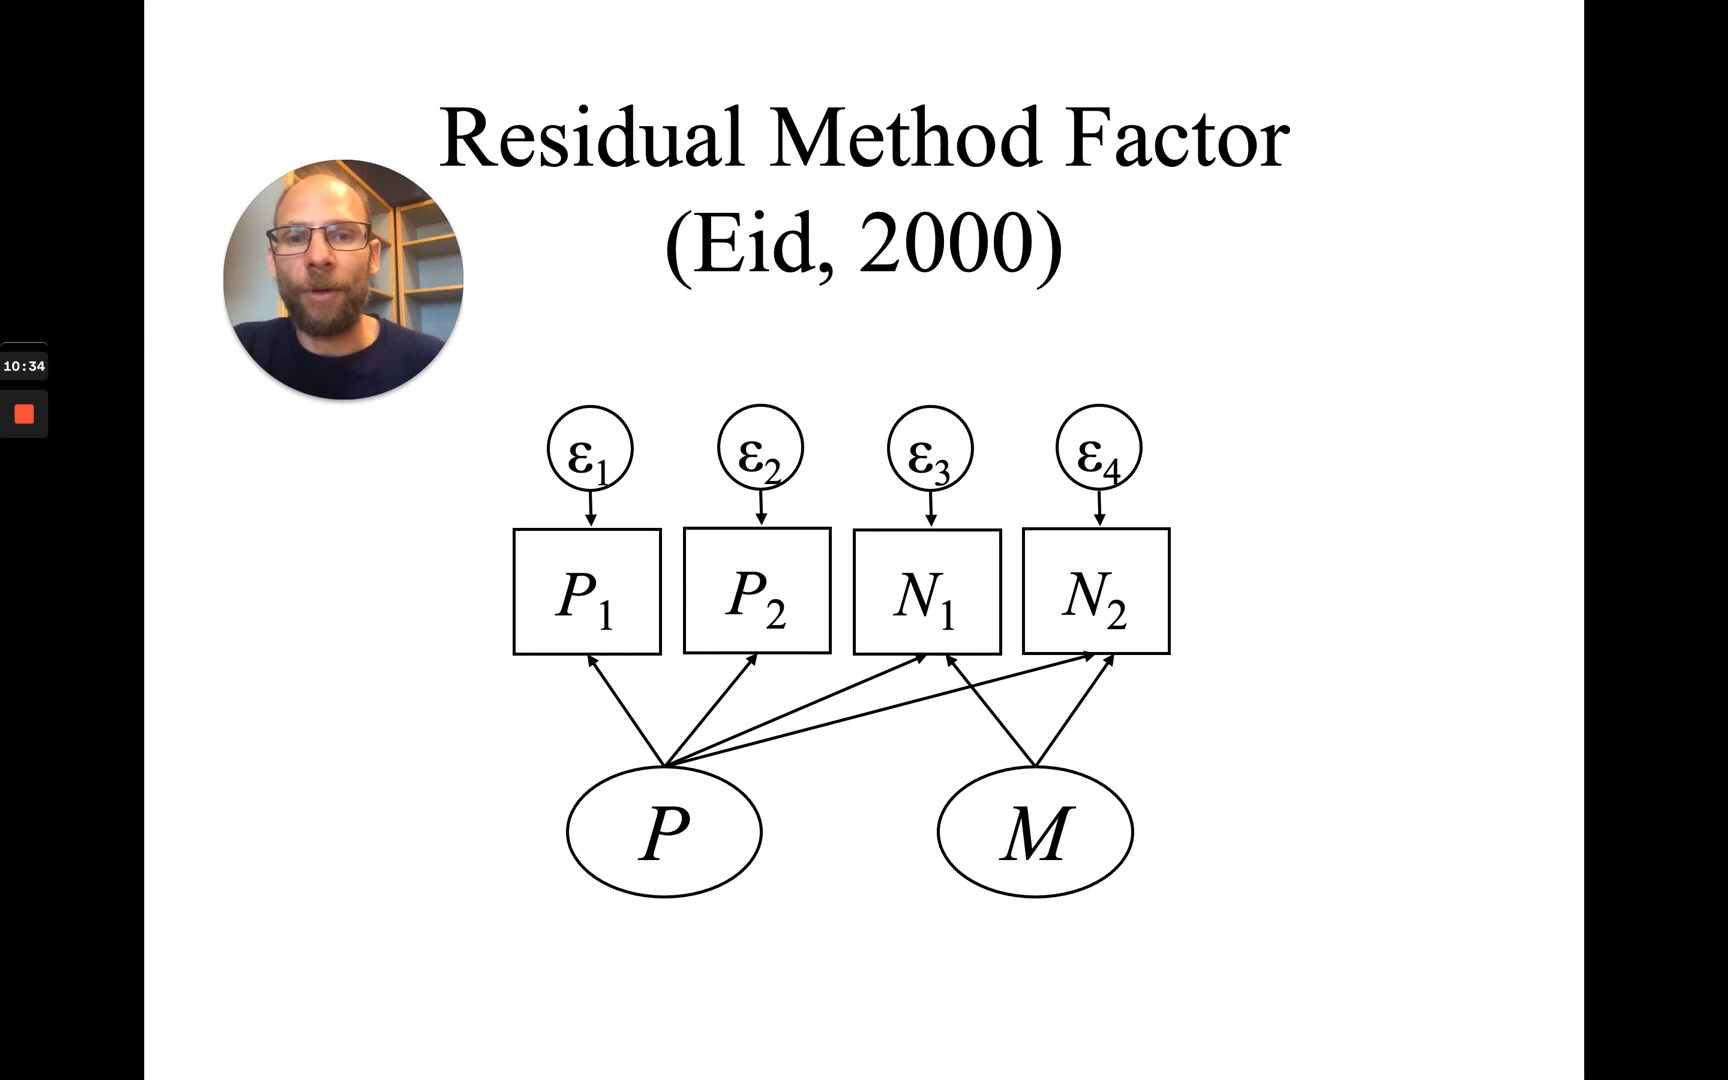 Residual Method Factor
(Eid, 2000)
10:34
ε1 ε2 ε3 ε4
P1 P2 N1 N2
P M